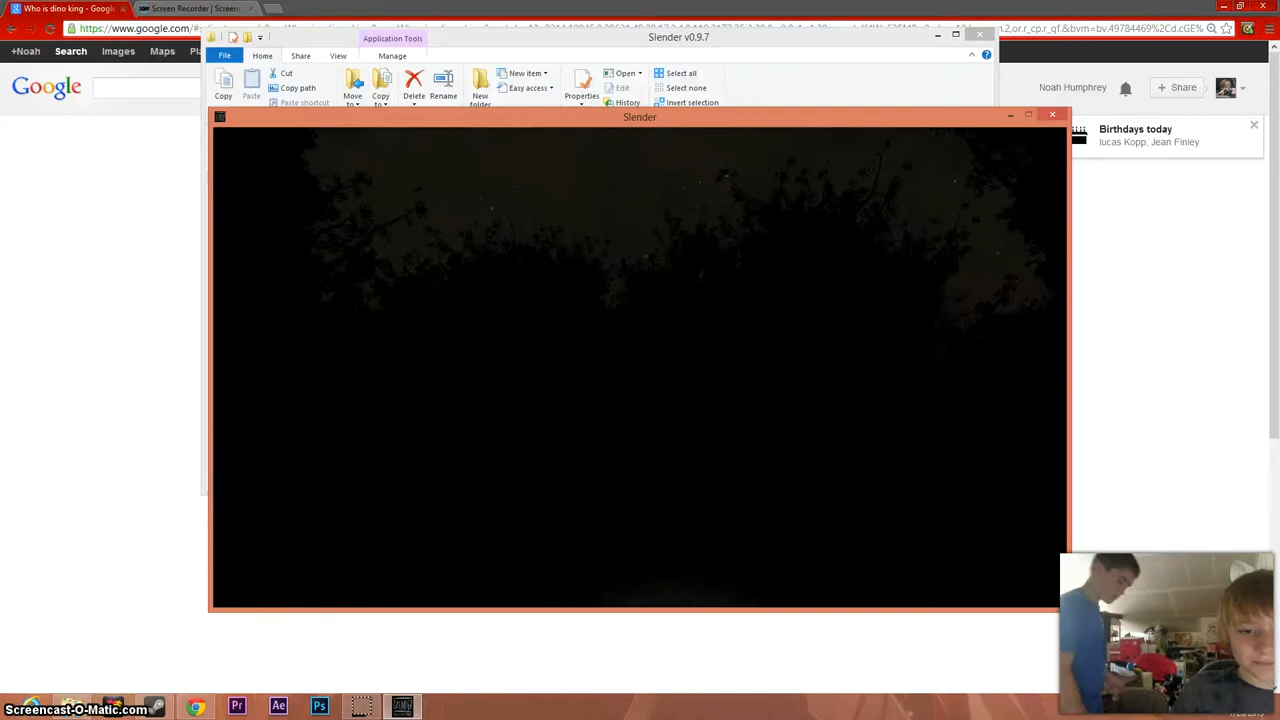 Who is dino king - Googl
Screen Recorder | Screen
https://www.google.com/
+Noah Search Images Maps
Google
Noah Humphrey
Share
Birthdays today
lucas Kopp, Jean Finley
Application Tools
Slender v0.9.7
File Home Share View Manage
Copy
Paste
Cut
Copy path
Paste shortcut
Move to
Copy to
Delete
Rename
New folder
New item
Easy access
Properties
Open
Edit
History
Select all
Select none
Invert selection
Slender
Pr Ae Ps
Screencast-O-Matic.com